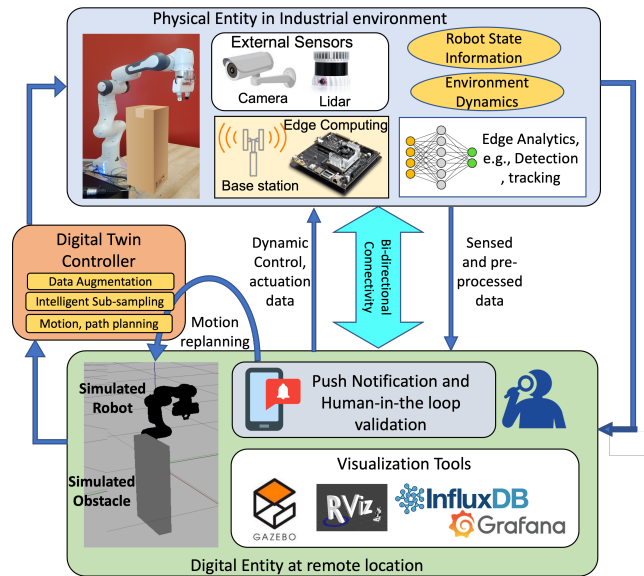 Physical Entity in Industrial environment
External Sensors
Camera
Lidar
Robot State
Information
Environment
Dynamics
Edge Computing
Base station
Edge Analytics,
e.g., Detection
, tracking
Digital Twin
Controller
Data Augmentation
Intelligent Sub-sampling
Motion, path planning
Dynamic
Control,
actuation
data
Bi-directional
Connectivity
Sensed
and pre-
processed
data
Motion
replanning
Simulated
Robot
Simulated
Obstacle
Push Notification and
Human-in-the loop
validation
Visualization Tools
GAZEBO
RViz
InfluxDB
Grafana
Digital Entity at remote location